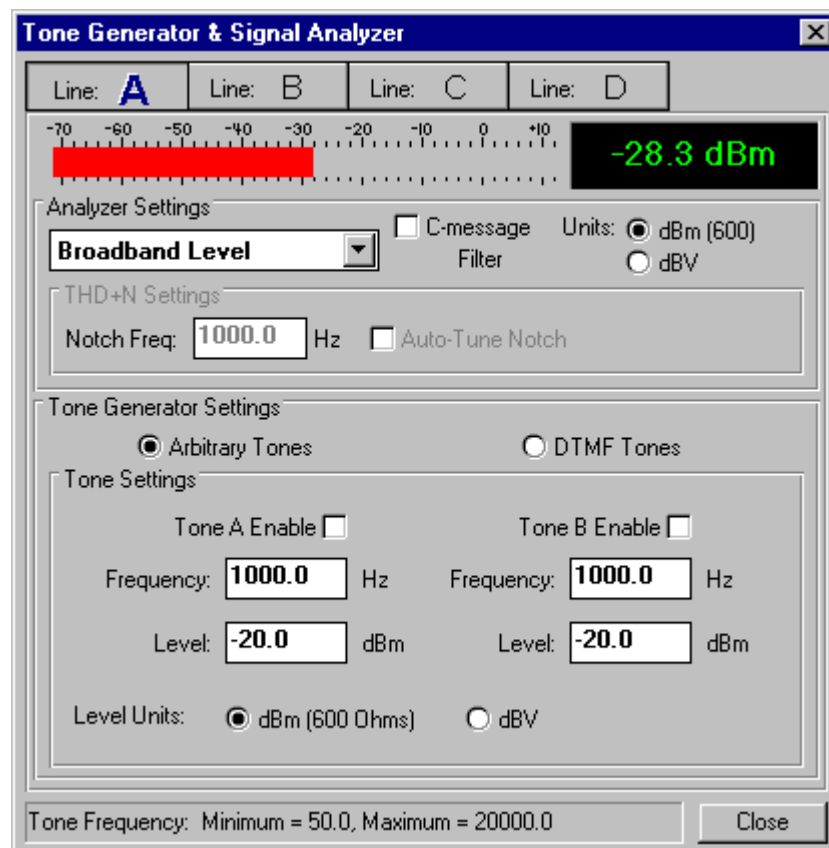 Tone Generator & Signal Analyzer
Line: A Line: B Line: C Line: D
-70 -60 -50 -40 -30 -20 -10 0 +10
-28.3 dBm
Analyzer Settings
Broadband Level
C-message
Filter
Units: dBm (600)
dBV
THD+N Settings
Notch Freq: 1000.0 Hz Auto-Tune Notch
Tone Generator Settings
Arbitrary Tones DTMF Tones
Tone Settings
Tone A Enable Tone B Enable
Frequency: 1000.0 Hz Frequency: 1000.0 Hz
Level: -20.0 dBm Level: -20.0 dBm
Level Units: dBm (600 Ohms) dBV
Tone Frequency: Minimum = 50.0, Maximum = 20000.0 Close